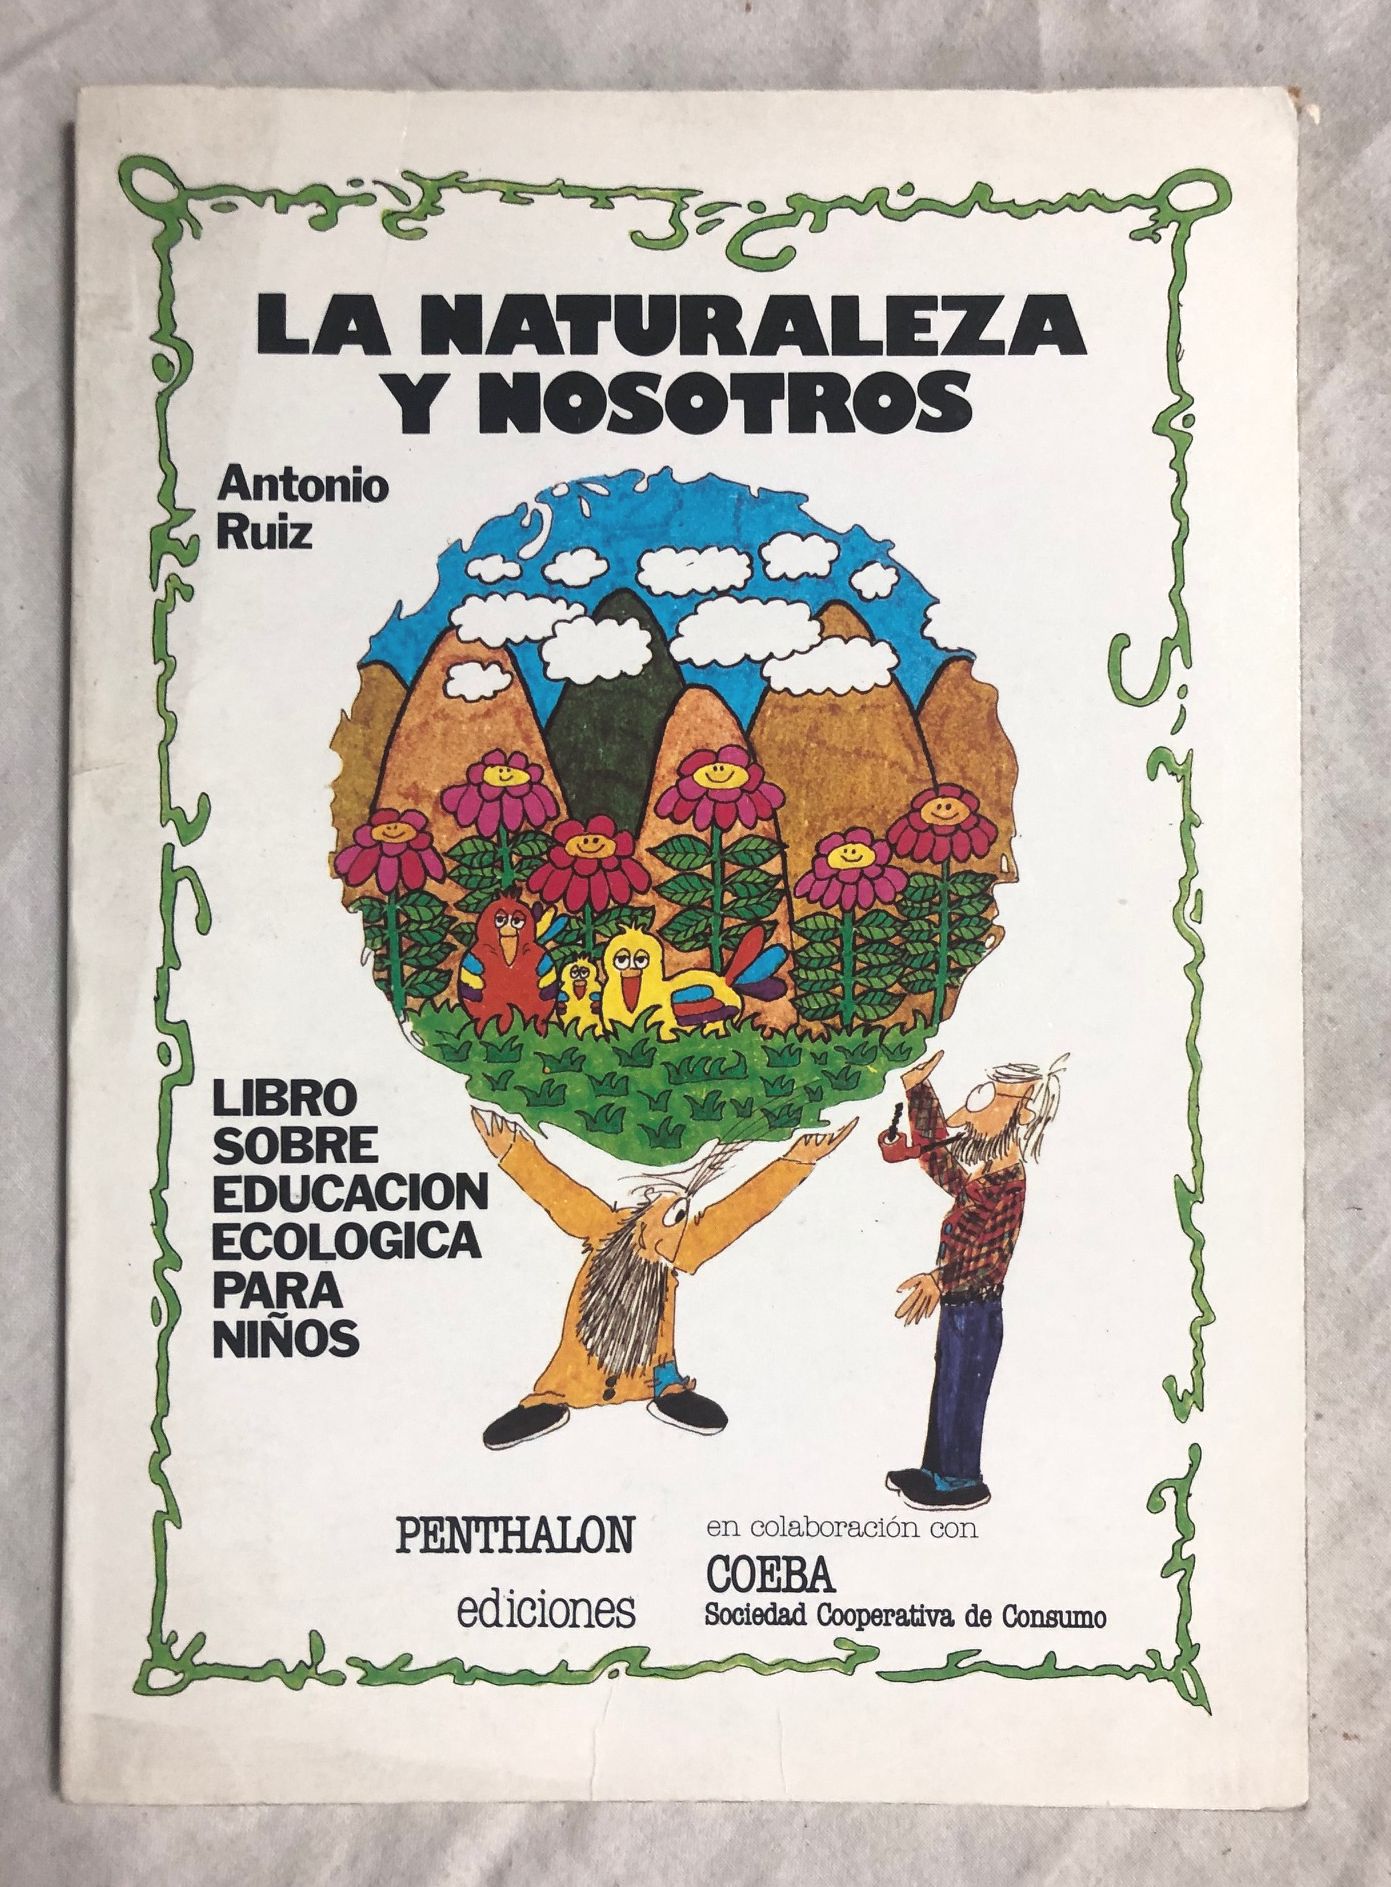 LA NATURALEZA
Y NOSOTROS
Antonio
Ruiz
LIBRO
SOBRE
EDUCACION
ECOLOGICA
PARA
NIÑOS
PENTHALON
ediciones
en colaboración con
COEBA
Sociedad Cooperativa de Consumo